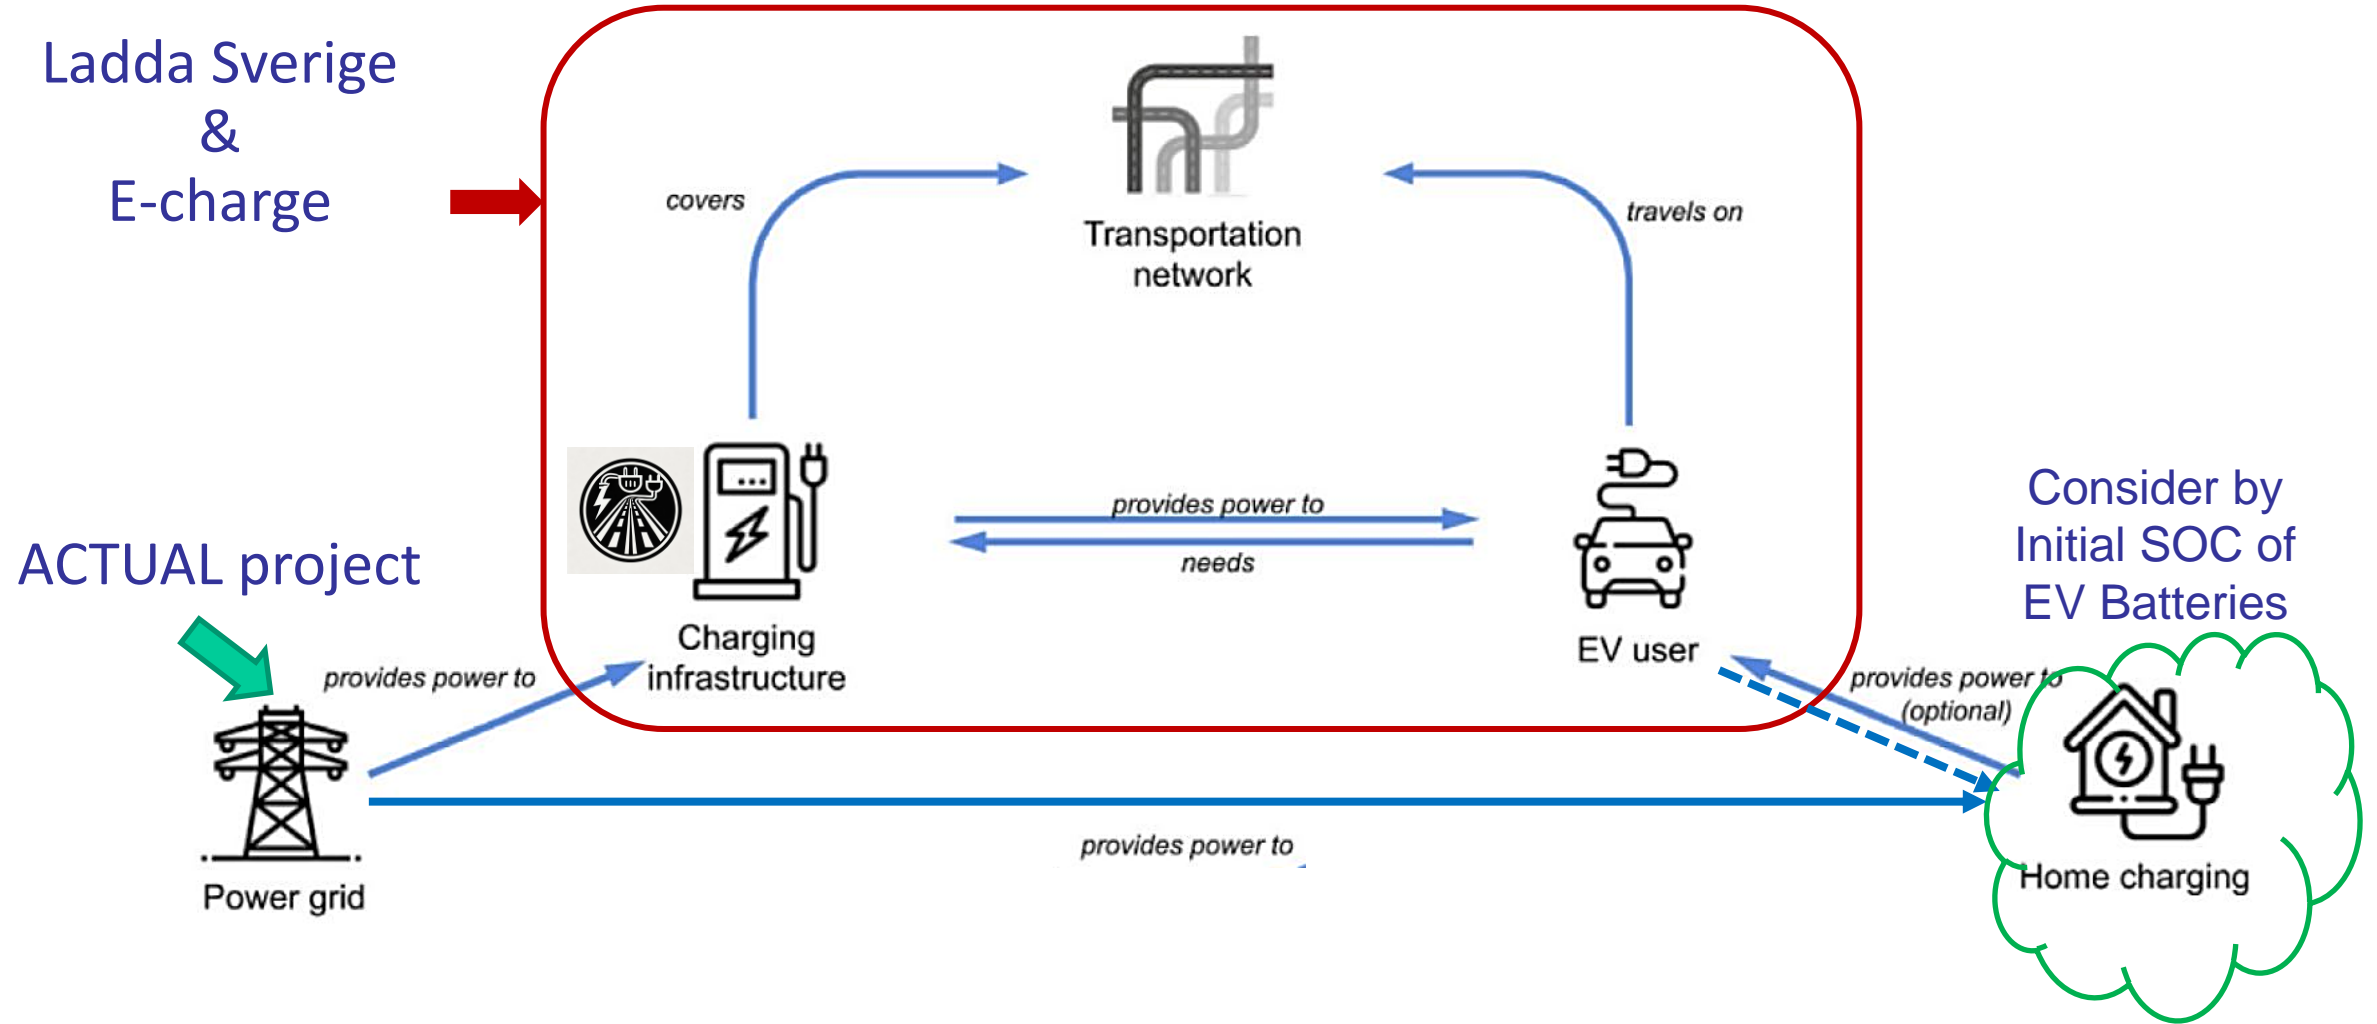 Ladda Sverige
&
E-charge
covers
Transportation
network
travels on
provides power to
needs
Charging
infrastructure
EV user
ACTUAL project
provides power to
Power grid
provides power to
Consider by
Initial SOC of
EV Batteries
provides power to
(optional)
Home charging